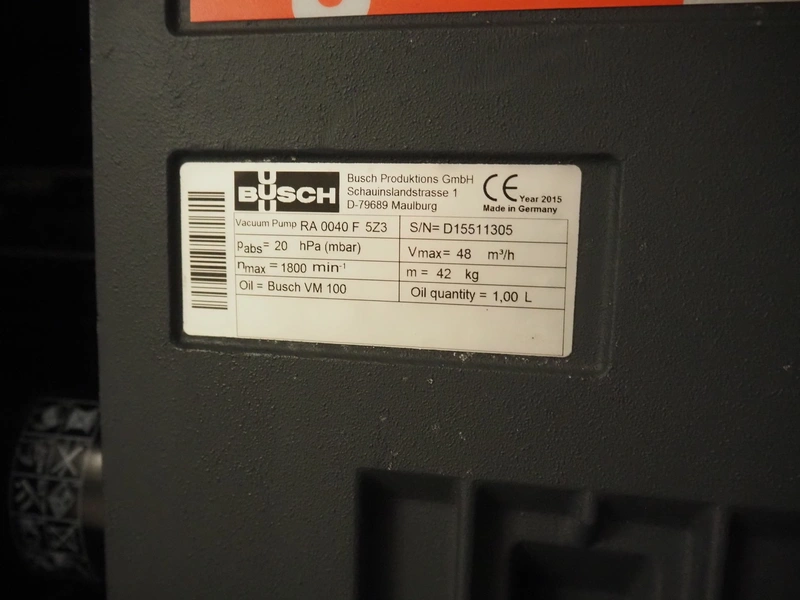 BUSCH
Busch Produktions GmbH
Schauinslandstrasse 1
D-79689 Maulburg
CE Year 2015
Made in Germany
Vacuum Pump RA 0040 F 5Z3
S/N= D15511305
Pabs= 20 hPa (mbar)
Vmax= 48 m³/h
nmax = 1800 min-1
m = 42 kg
Oil = Busch VM 100
Oil quantity = 1,00 L